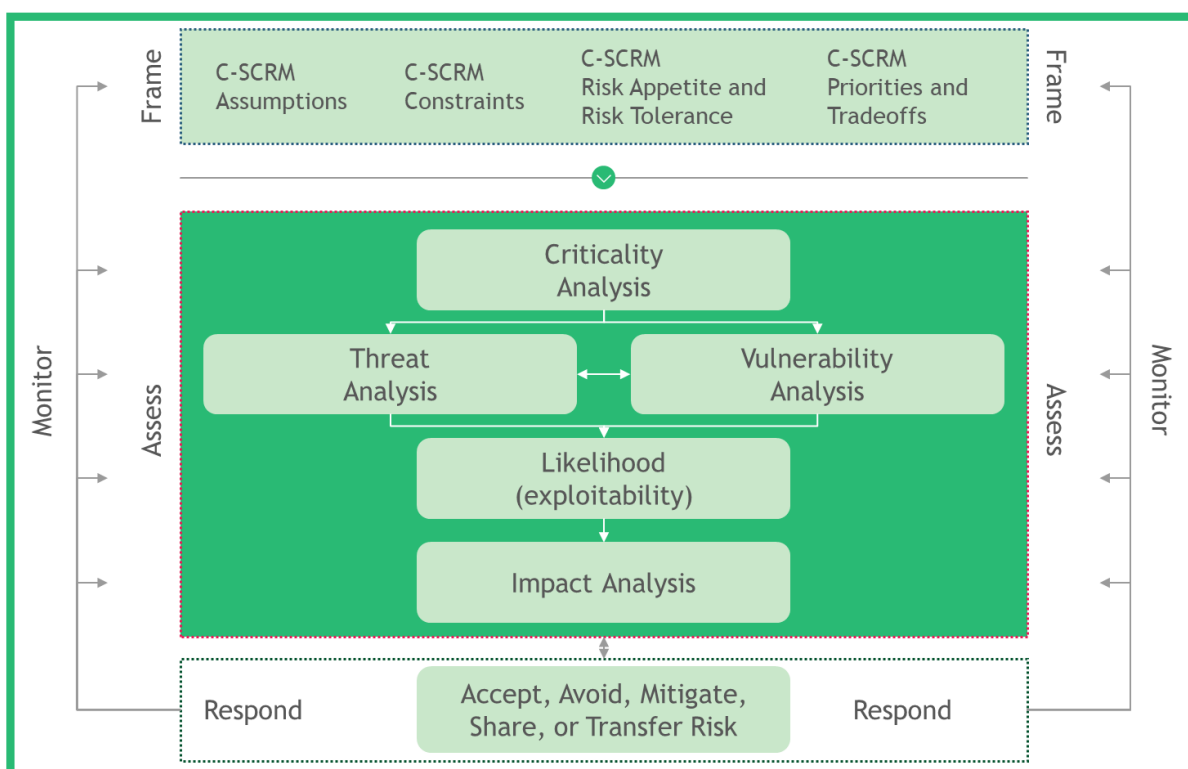 Frame
C-SCRM
Assumptions
C-SCRM
Constraints
C-SCRM
Risk Appetite and
Risk Tolerance
C-SCRM
Priorities and
Tradeoffs
Frame
Monitor
Assess
Criticality
Analysis
Threat
Analysis
Vulnerability
Analysis
Likelihood
(exploitability)
Impact Analysis
Assess
Monitor
Respond
Accept, Avoid, Mitigate,
Share, or Transfer Risk
Respond